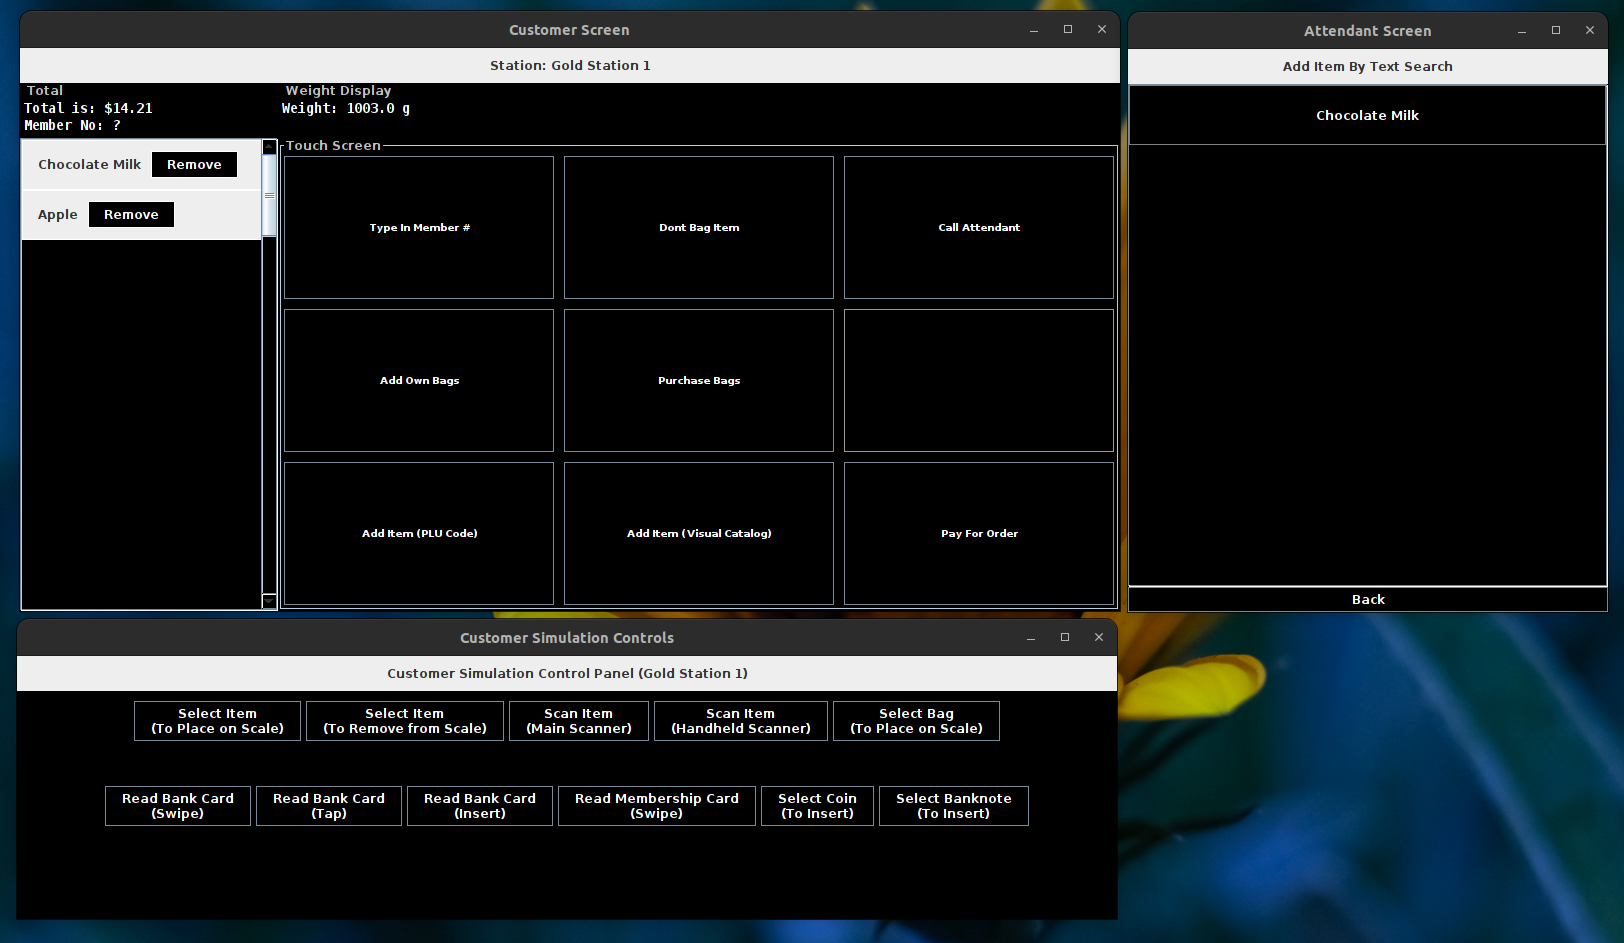 Customer Screen
Station: Gold Station 1
Total
Total is: $14.21
Member No: ?
Weight Display
Weight: 1003.0 g
Chocolate Milk Remove
Apple Remove
Touch Screen
Type In Member #
Dont Bag Item
Call Attendant
Add Own Bags
Purchase Bags
Add Item (PLU Code)
Add Item (Visual Catalog)
Pay For Order
Attendant Screen
Add Item By Text Search
Chocolate Milk
Back
Customer Simulation Controls
Customer Simulation Control Panel (Gold Station 1)
Select Item
(To Place on Scale)
Select Item
(To Remove from Scale)
Scan Item
(Main Scanner)
Scan Item
(Handheld Scanner)
Select Bag
(To Place on Scale)
Read Bank Card
(Swipe)
Read Bank Card
(Tap)
Read Bank Card
(Insert)
Read Membership Card
(Swipe)
Select Coin
(To Insert)
Select Banknote
(To Insert)